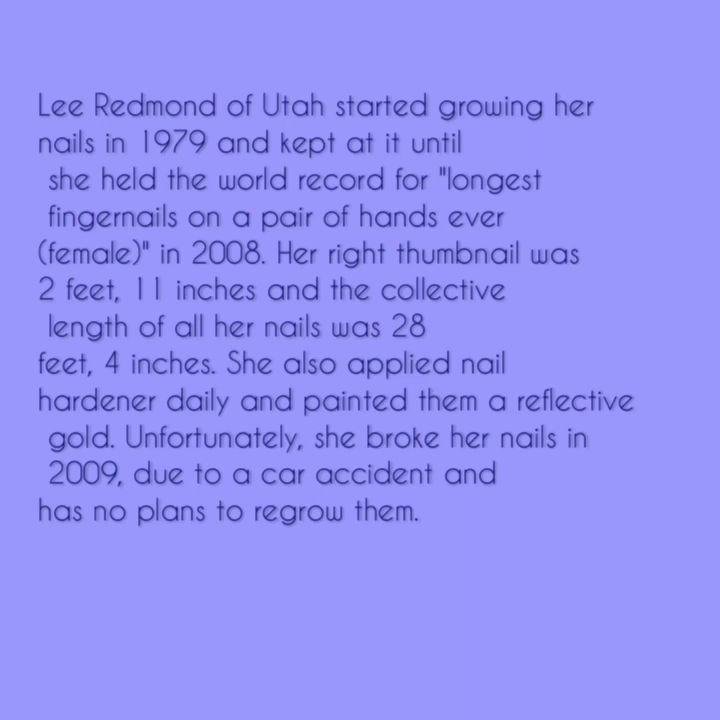 Lee Redmond of Utah started growing her
nails in 1979 and kept at it until
she held the world record for "longest
fingernails on a pair of hands ever
(female)" in 2008. Her right thumbnail was
2 feet, 11 inches and the collective
length of all her nails was 28
feet, 4 inches. She also applied nail
hardener daily and painted them a reflective
gold. Unfortunately, she broke her nails in
2009, due to a car accident and
has no plans to regrow them.